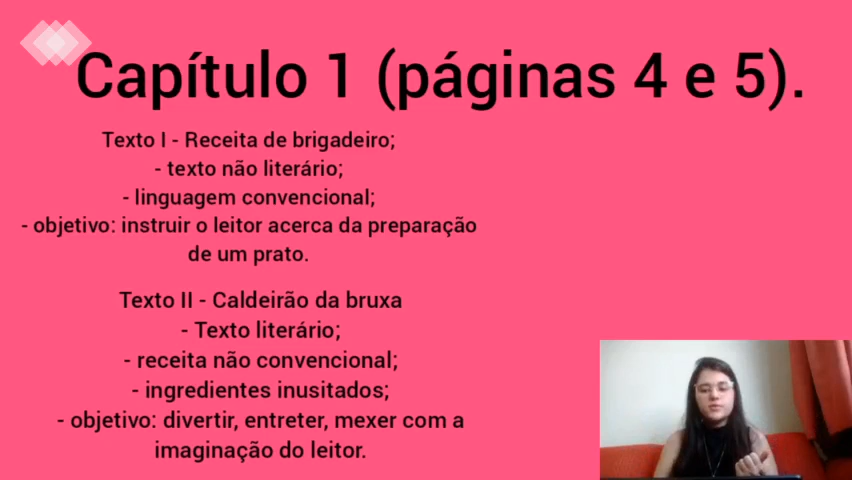 Capítulo 1 (páginas 4 e 5).
Texto I - Receita de brigadeiro;
- texto não literário;
- linguagem convencional;
- objetivo: instruir o leitor acerca da preparação
de um prato.
Texto II - Caldeirão da bruxa
- Texto literário;
- receita não convencional;
- ingredientes inusitados;
- objetivo: divertir, entreter, mexer com a
imaginação do leitor.